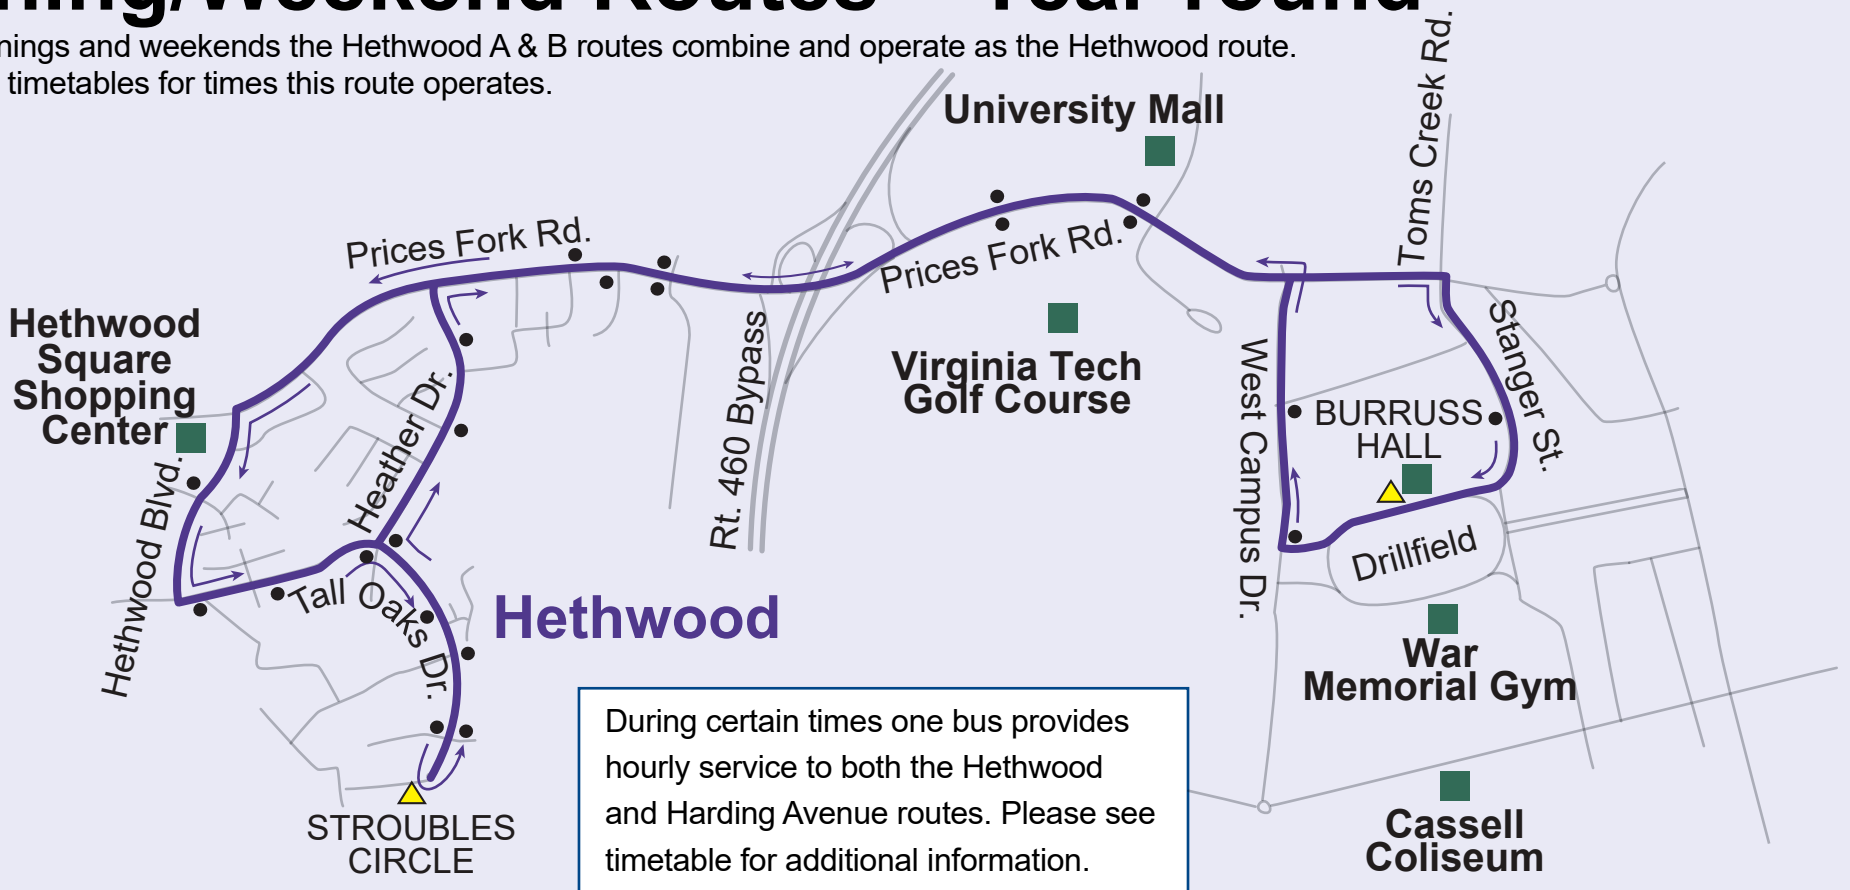 Routes
nings and weekends the Hethwood A & B routes combine and operate as the Hethwood route.
timetables for times this route operates.
University Mall
Toms Creek Rd.
Prices Fork Rd.
Prices Fork Rd.
Hethwood
Square
Shopping
Center
Virginia Tech
Golf Course
Rt. 460 Bypass
West Campus Dr.
Stanger St.
BURRUSS
HALL
Heather Dr.
Hethwood Blvd.
Drillfield
Tall Oaks Dr.
Hethwood
War
Memorial Gym
STROUBLES
CIRCLE
During certain times one bus provides
hourly service to both the Hethwood
and Harding Avenue routes. Please see
timetable for additional information.
Cassell
Coliseum